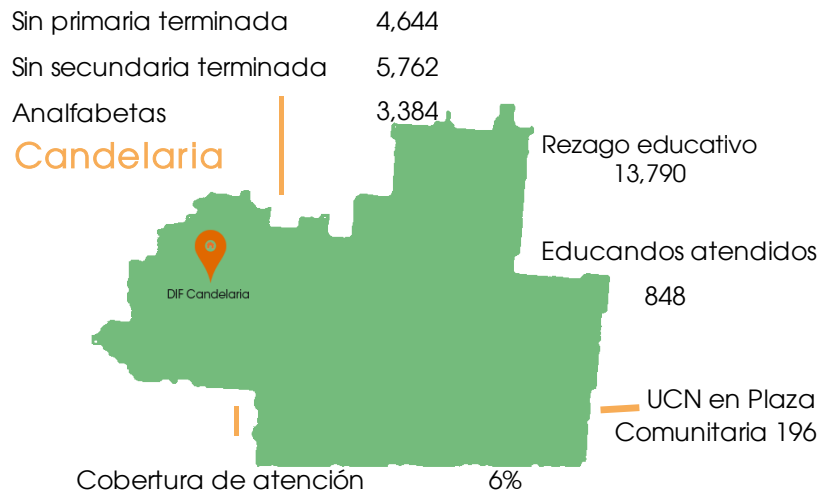 Sin primaria terminada 4,644
Sin secundaria terminada 5,762
Analfabetas 3,384
Candelaria
Rezago educativo
13,790
Educandos atendidos
848
DIF Candelaria
UCN en Plaza
Comunitaria 196
Cobertura de atención 6%